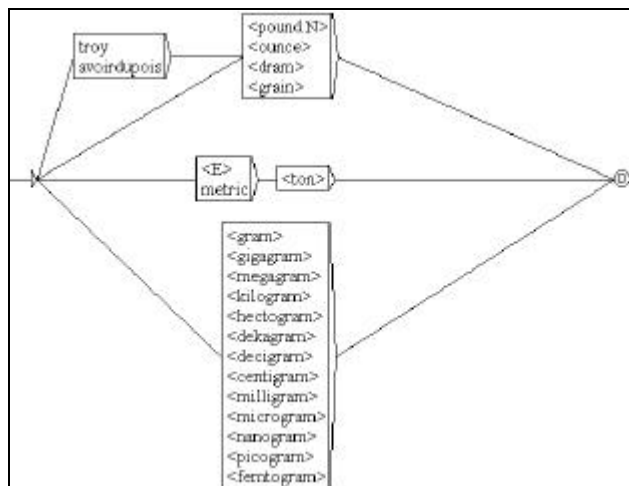 troy
avoirdupois
<pound.N>
<ounce>
<dram>
<grain>
<E>
metric
<ton>
<gram>
<gigagram>
<megagram>
<kilogram>
<hectogram>
<dekagram>
<decigram>
<centigram>
<milligram>
<microgram>
<nanogram>
<picogram>
<femtogram>